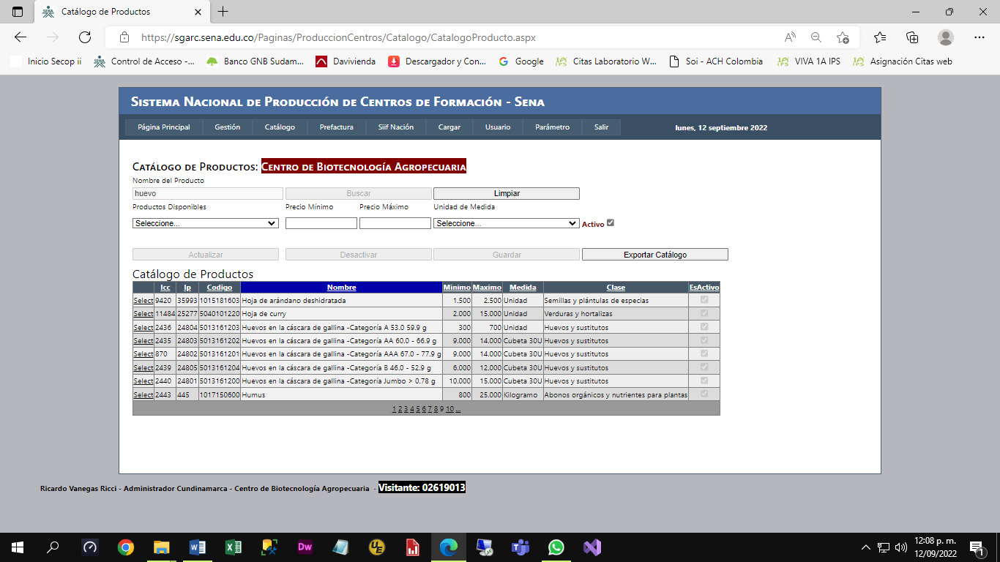 Catálogo de Productos
https://sgarc.sena.edu.co/Paginas/ProduccionCentros/Catalogo/CatalogoProducto.aspx
Inicio Secop ii Control de Acceso -... Banco GNB Sudam... Davivienda Descargador y Con... Google Citas Laboratorio W... Soi - ACH Colombia VIVA 1A IPS Asignación Citas web
Sistema Nacional de Producción de Centros de Formación - Sena
Página Principal Gestión Catálogo Prefactura Siif Nación Cargar Usuario Parámetro Salir lunes, 12 septiembre 2022
Catálogo de Productos: Centro de Biotecnología Agropecuaria
Nombre del Producto
huevo Buscar Limpiar
Productos Disponibles Precio Mínimo Precio Máximo Unidad de Medida
Seleccione... Seleccione... Activo
Actualizar Desactivar Guardar Exportar Catálogo
Catálogo de Productos
Icc Ip Codigo Nombre Minimo Maximo Medida Clase EsActivo
Select 9420 35993 1015181603 Hoja de arándano deshidratada 1.500 2.500 Unidad Semillas y plántulas de especias
Select 11484 25277 5040101220 Hoja de curry 2.000 15.000 Unidad Verduras y hortalizas
Select 2436 24804 5013161203 Huevos en la cáscara de gallina -Categoría A 53.0 59.9 g 300 700 Unidad Huevos y sustitutos
Select 2435 24803 5013161202 Huevos en la cáscara de gallina -Categoría AA 60.0 - 66.9 g 9.000 14.000 Cubeta 30U Huevos y sustitutos
Select 870 24802 5013161201 Huevos en la cáscara de gallina -Categoría AAA 67.0 - 77.9 g 9.000 14.000 Cubeta 30U Huevos y sustitutos
Select 2439 24805 5013161204 Huevos en la cáscara de gallina -Categoría B 46.0 - 52.9 g 6.000 12.000 Cubeta 30U Huevos y sustitutos
Select 2440 24801 5013161200 Huevos en la cáscara de gallina -Categoría Jumbo > 0.78 g 10.000 15.000 Cubeta 30U Huevos y sustitutos
Select 2443 445 1017150600 Humus 800 25.000 Kilogramo Abonos orgánicos y nutrientes para plantas
1 2 3 4 5 6 7 8 9 10 ...
Ricardo Vanegas Ricci - Administrador Cundinamarca - Centro de Biotecnología Agropecuaria - Visitante: 02619013
12:08 p. m.
12/09/2022
1